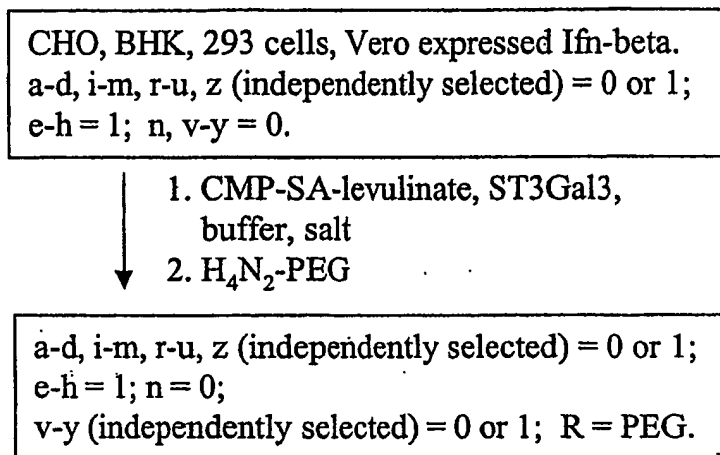 CHO, BHK, 293 cells, Vero expressed Ifn-beta.
a-d, i-m, r-u, z (independently selected) = 0 or 1;
e-h = 1; n, v-y = 0.
1. CMP-SA-levulinate, ST3Gal3,
buffer, salt
2. H₄N₂-PEG
a-d, i-m, r-u, z (independently selected) = 0 or 1;
e-h = 1; n = 0;
v-y (independently selected) = 0 or 1; R = PEG.